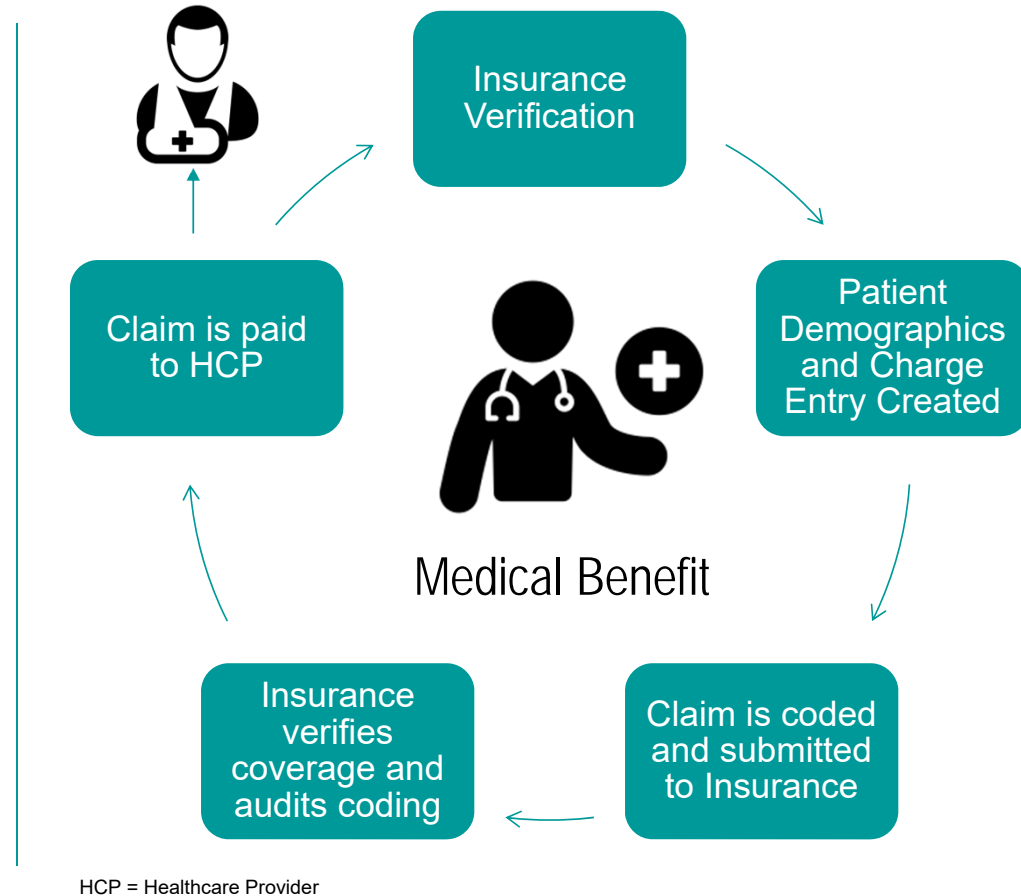 Insurance
Verification
Patient
Demographics
and Charge
Entry Created
Claim is coded
and submitted
to Insurance
Insurance
verifies
coverage and
audits coding
Claim is paid
to HCP
Medical Benefit
HCP = Healthcare Provider